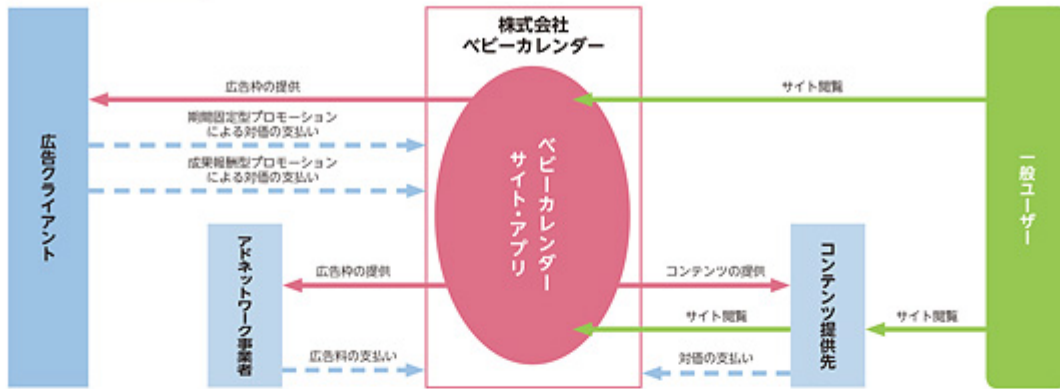 株式会社
ベビーカレンダー
広告枠の提供
サイト閲覧
期間固定型プロモーション
による対価の支払い
成果報酬型プロモーション
による対価の支払い
広告クライアント
ベビーカレンダー
サイト・アプリ
一般ユーザー
アドネットワーク事業者
広告枠の提供
コンテンツの提供
コンテンツ提供先
サイト閲覧
サイト閲覧
広告料の支払い
対価の支払い